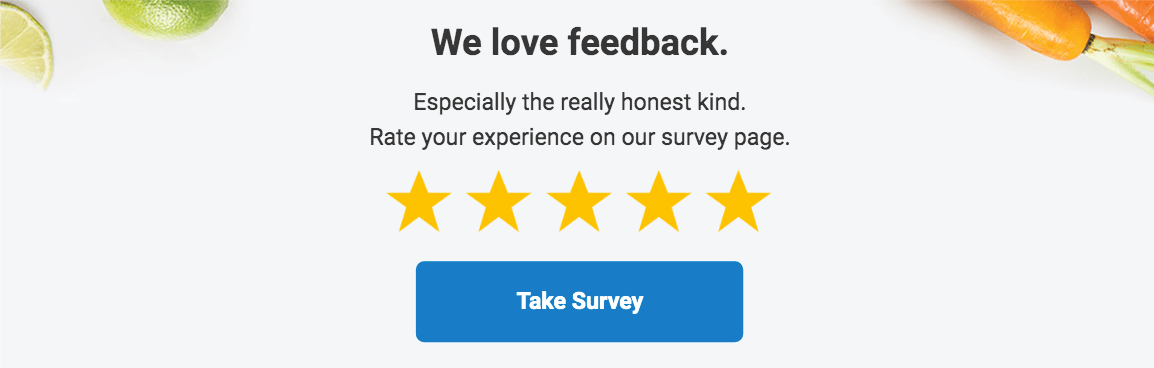 We love feedback.
Especially the really honest kind.
Rate your experience on our survey page.
Take Survey